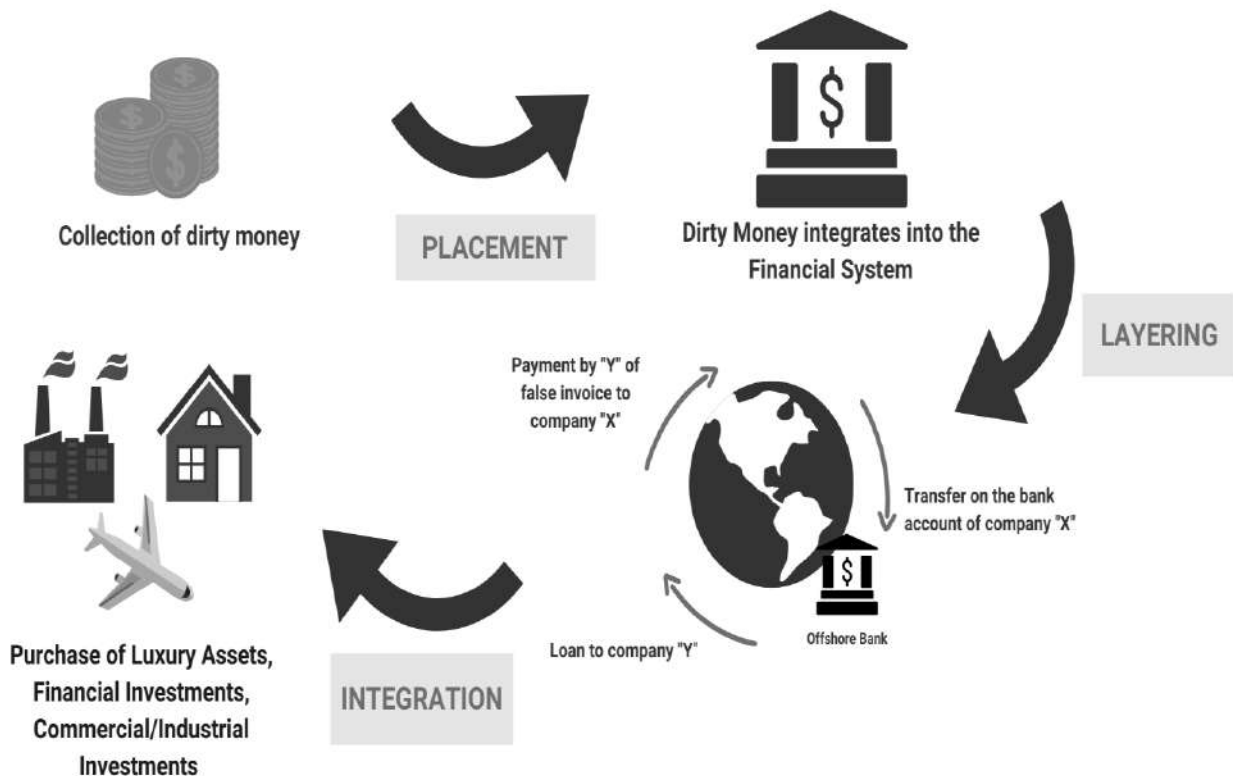 Collection of dirty money
PLACEMENT
$
Dirty Money integrates into the
Financial System
LAYERING
Payment by "Y" of
false invoice to
company "X"
Transfer on the bank
account of company "X"
$
Offshore Bank
Loan to company "Y"
INTEGRATION
Purchase of Luxury Assets,
Financial Investments,
Commercial/Industrial
Investments